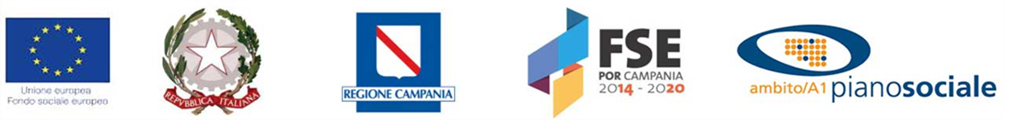 Unione europea
Fondo sociale europeo
REPVBBLICA ITALIANA
REGIONE CAMPANIA
FSE
POR CAMPANIA
2014 - 2020
ambito/A1 pianosociale